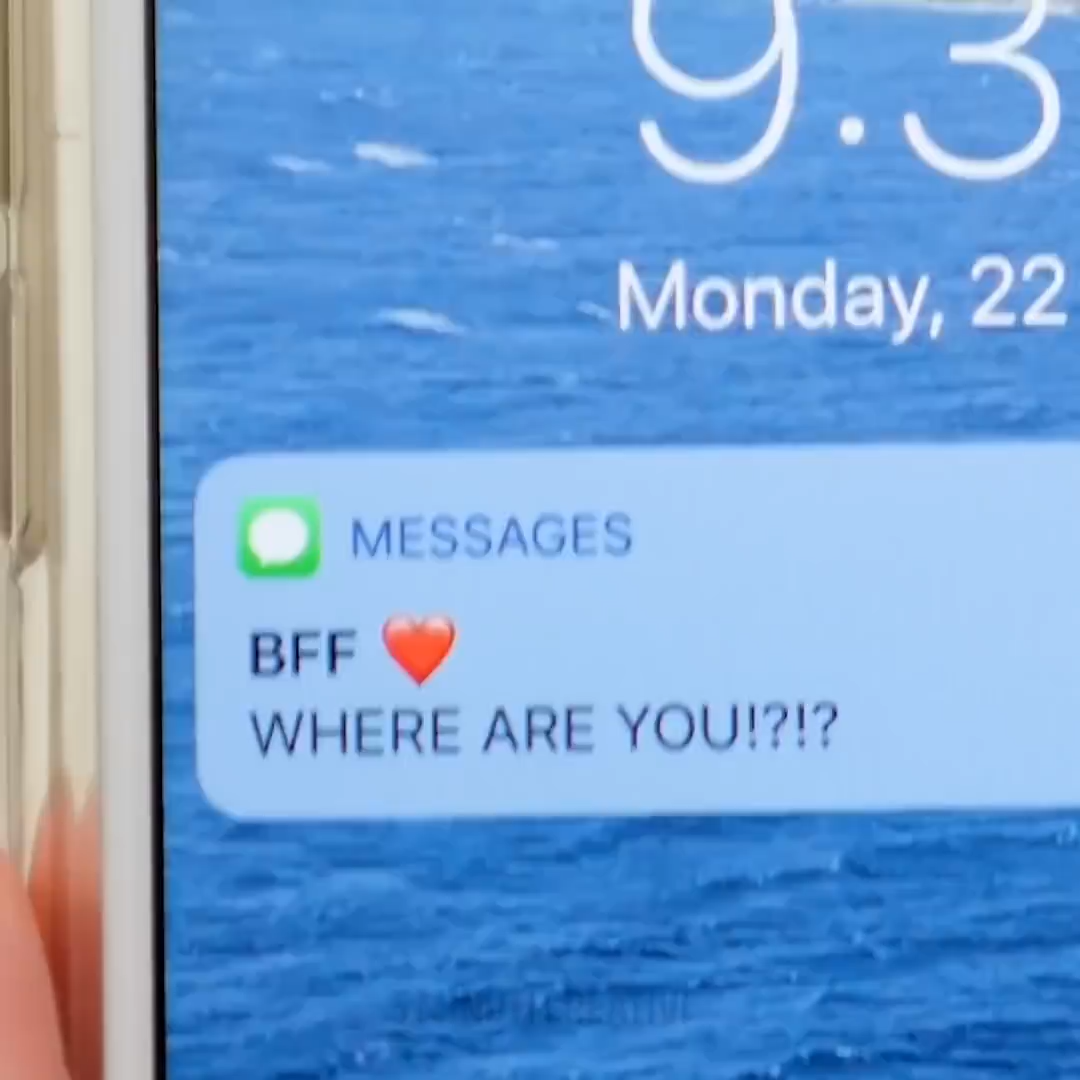 9.3
Monday, 22
MESSAGES
BFF ❤️
WHERE ARE YOU!?!?